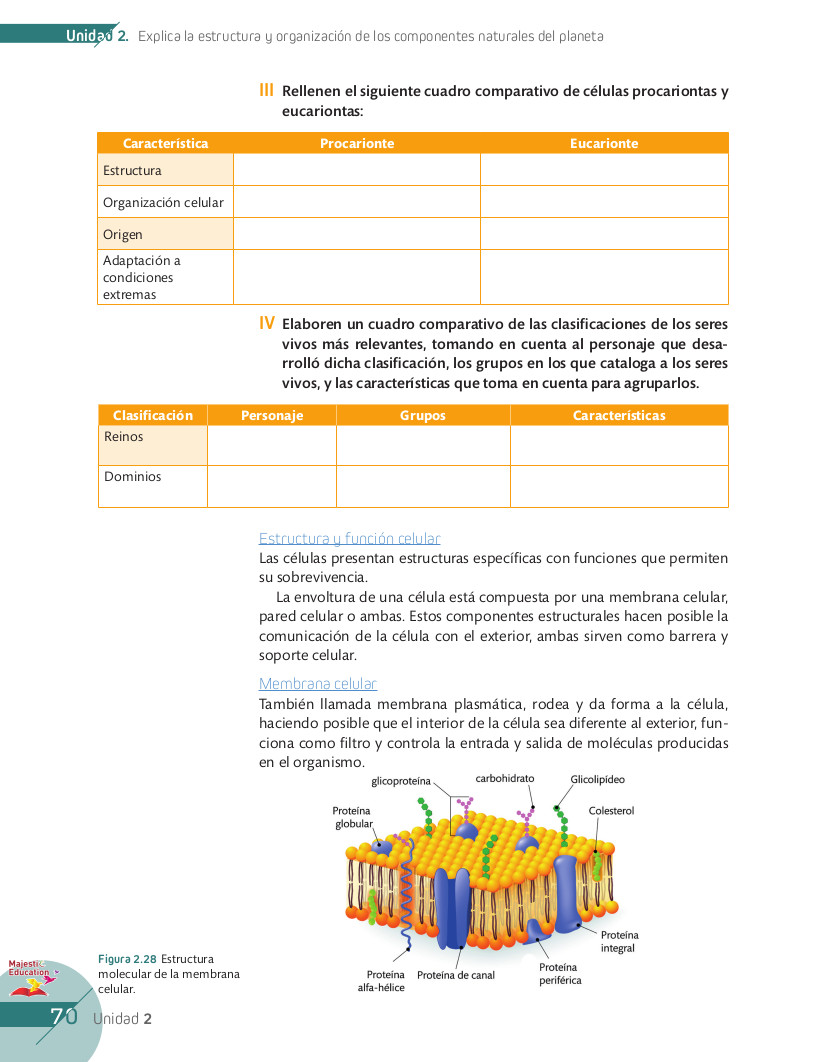 Unidad 2. Explica la estructura y organización de los componentes naturales del planeta
III Rellenen el siguiente cuadro comparativo de células procariontas y
eucariontas:
Característica Procarionte Eucarionte
Estructura
Organización celular
Origen
Adaptación a
condiciones
extremas
IV Elaboren un cuadro comparativo de las clasificaciones de los seres
vivos más relevantes, tomando en cuenta al personaje que desa-
rrolló dicha clasificación, los grupos en los que cataloga a los seres
vivos, y las características que toma en cuenta para agruparlos.
Clasificación Personaje Grupos Características
Reinos
Dominios
Estructura y función celular
Las células presentan estructuras específicas con funciones que permiten
su sobrevivencia.
La envoltura de una célula está compuesta por una membrana celular,
pared celular o ambas. Estos componentes estructurales hacen posible la
comunicación de la célula con el exterior, ambas sirven como barrera y
soporte celular.
Membrana celular
También llamada membrana plasmática, rodea y da forma a la célula,
haciendo posible que el interior de la célula sea diferente al exterior, fun-
ciona como filtro y controla la entrada y salida de moléculas producidas
en el organismo.
glicoproteína carbohidrato Glicolipídeo
Proteína
globular
Colesterol
Proteína
integral
Proteína
alfa-hélice
Proteína de canal
Proteína
periférica
Figura 2.28 Estructura
molecular de la membrana
celular.
Majestic
Education
70 Unidad 2